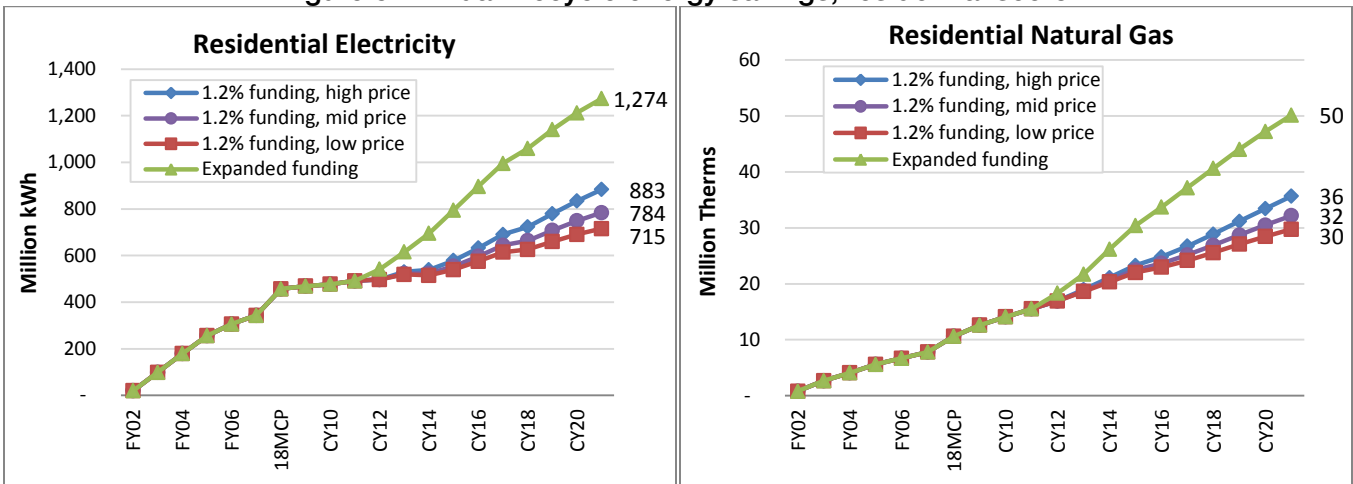 energy savings, residential
Residential Electricity
Million kWh
1,400
1,200
1,000
800
600
400
200
-
1.2% funding, high price
1.2% funding, mid price
1.2% funding, low price
Expanded funding
1,274
883
784
715
FY02
FY04
FY06
18MCP
CY10
CY12
CY14
CY16
CY18
CY20
Residential Natural Gas
Million Therms
60
50
40
30
20
10
-
1.2% funding, high price
1.2% funding, mid price
1.2% funding, low price
Expanded funding
50
36
32
30
FY02
FY04
FY06
18MCP
CY10
CY12
CY14
CY16
CY18
CY20